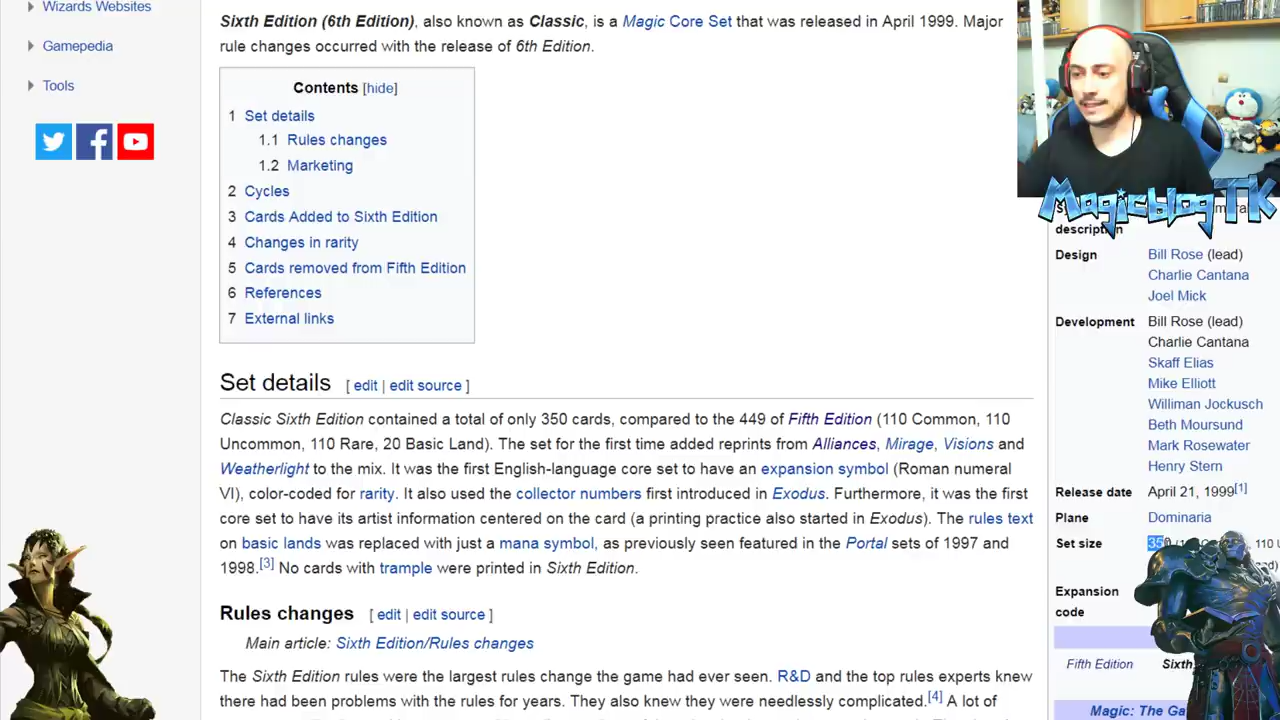 Wizards Websites
Gamepedia
Tools
Sixth Edition (6th Edition), also known as Classic, is a Magic Core Set that was released in April 1999. Major
rule changes occurred with the release of 6th Edition.
Contents [hide]
1 Set details
1.1 Rules changes
1.2 Marketing
2 Cycles
3 Cards Added to Sixth Edition
4 Changes in rarity
5 Cards removed from Fifth Edition
6 References
7 External links
Set details [ edit | edit source ]
Classic Sixth Edition contained a total of only 350 cards, compared to the 449 of Fifth Edition (110 Common, 110
Uncommon, 110 Rare, 20 Basic Land). The set for the first time added reprints from Alliances, Mirage, Visions and
Weatherlight to the mix. It was the first English-language core set to have an expansion symbol (Roman numeral
VI), color-coded for rarity. It also used the collector numbers first introduced in Exodus. Furthermore, it was the first
core set to have its artist information centered on the card (a printing practice also started in Exodus). The rules text
on basic lands was replaced with just a mana symbol, as previously seen featured in the Portal sets of 1997 and
1998.[3] No cards with trample were printed in Sixth Edition.
Rules changes [ edit | edit source ]
Main article: Sixth Edition/Rules changes
The Sixth Edition rules were the largest rules change the game had ever seen. R&D and the top rules experts knew
there had been problems with the rules for years. They also knew they were needlessly complicated.[4] A lot of
MagicblogTK
description
Design Bill Rose (lead)
Charlie Cantana
Joel Mick
Development Bill Rose (lead)
Charlie Cantana
Skaff Elias
Mike Elliott
Williman Jockusch
Beth Moursund
Mark Rosewater
Henry Stern
Release date April 21, 1999[1]
Plane Dominaria
Set size 350
Expansion
code
Fifth Edition Sixth
Magic: The Ga